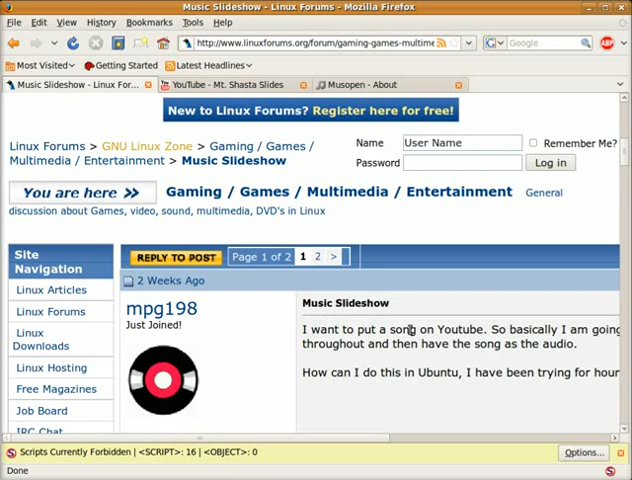 Music Slideshow - Linux Forums - Mozilla Firefox
File Edit View History Bookmarks Tools Help
http://www.linuxforums.org/forum/gaming-games-multime
Google
ABP
Most Visited Getting Started Latest Headlines
Music Slideshow - Linux For... YouTube - Mt. Shasta Slides Musopen - About
New to Linux Forums? Register here for free!
Linux Forums > GNU Linux Zone > Gaming / Games /
Multimedia / Entertainment > Music Slideshow
Name User Name Remember Me?
Password Log in
You are here >> Gaming / Games / Multimedia / Entertainment General
discussion about Games, video, sound, multimedia, DVD's in Linux
Site
Navigation
Linux Articles
Linux Forums
Linux
Downloads
Linux Hosting
Free Magazines
Job Board
IRC Chat
REPLY TO POST Page 1 of 2 1 2 >
2 Weeks Ago
mpg198
Just Joined!
Music Slideshow
I want to put a song on Youtube. So basically I am going
throughout and then have the song as the audio.
How can I do this in Ubuntu, I have been trying for hour
Scripts Currently Forbidden | <SCRIPT>: 16 | <OBJECT>: 0 Options...
Done